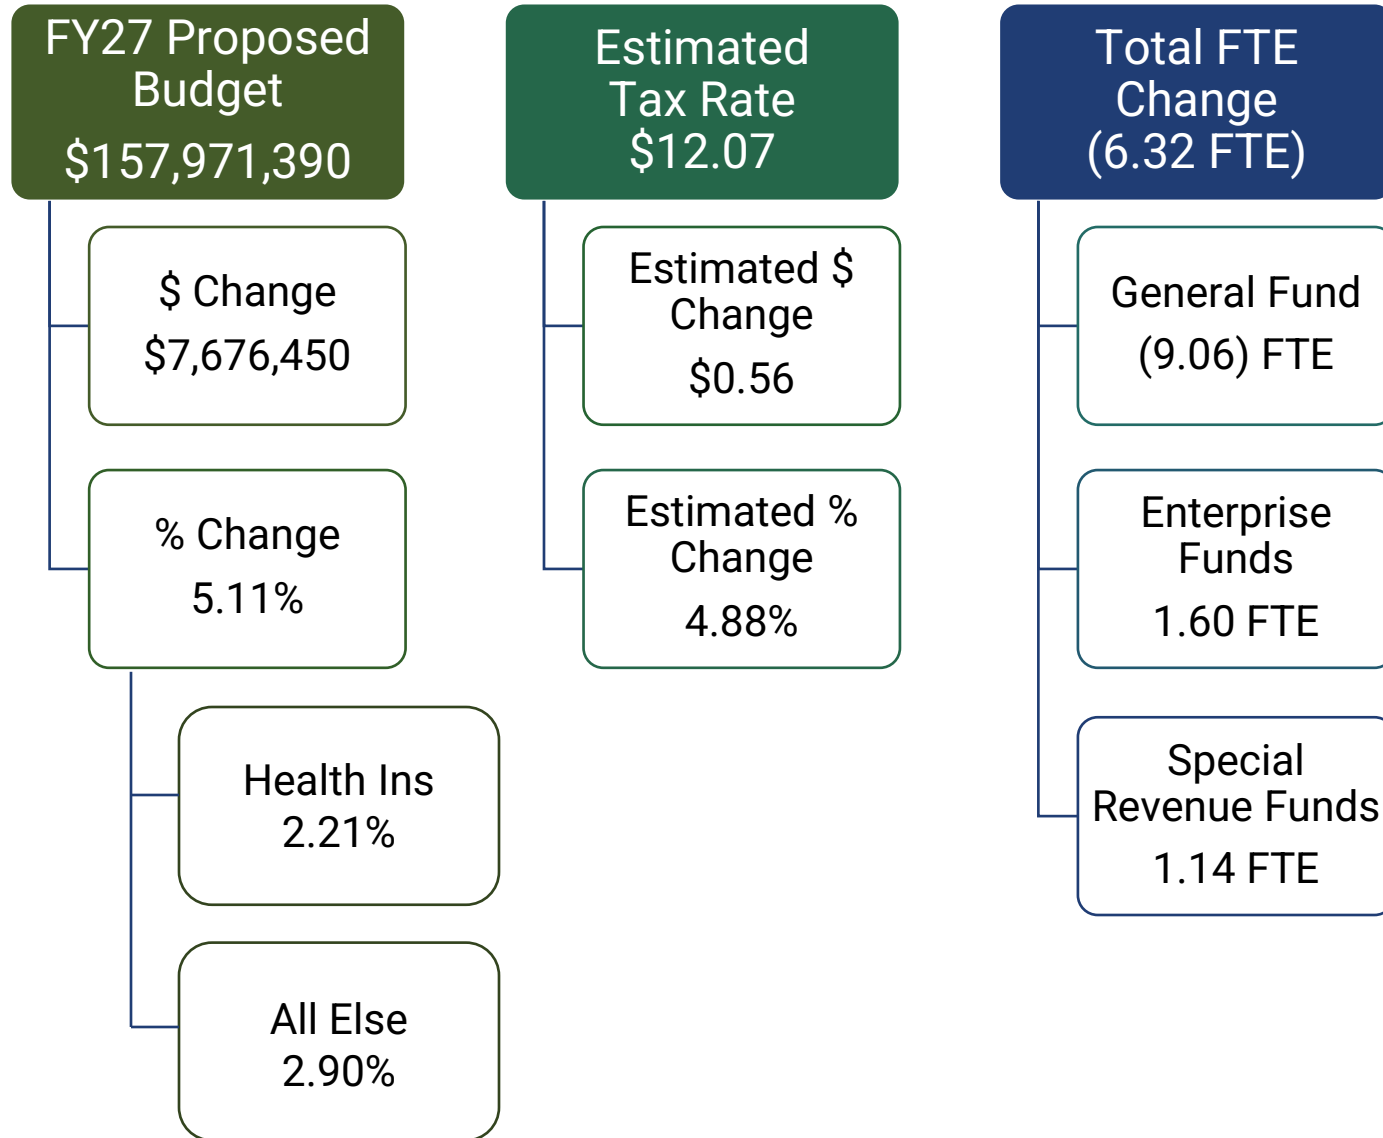 FY27 Proposed
Budget
$157,971,390
$ Change
$7,676,450
% Change
5.11%
Health Ins
2.21%
All Else
2.90%
Estimated
Tax Rate
$12.07
Estimated $
Change
$0.56
Estimated %
Change
4.88%
Total FTE
Change
(6.32 FTE)
General Fund
(9.06) FTE
Enterprise
Funds
1.60 FTE
Special
Revenue Funds
1.14 FTE